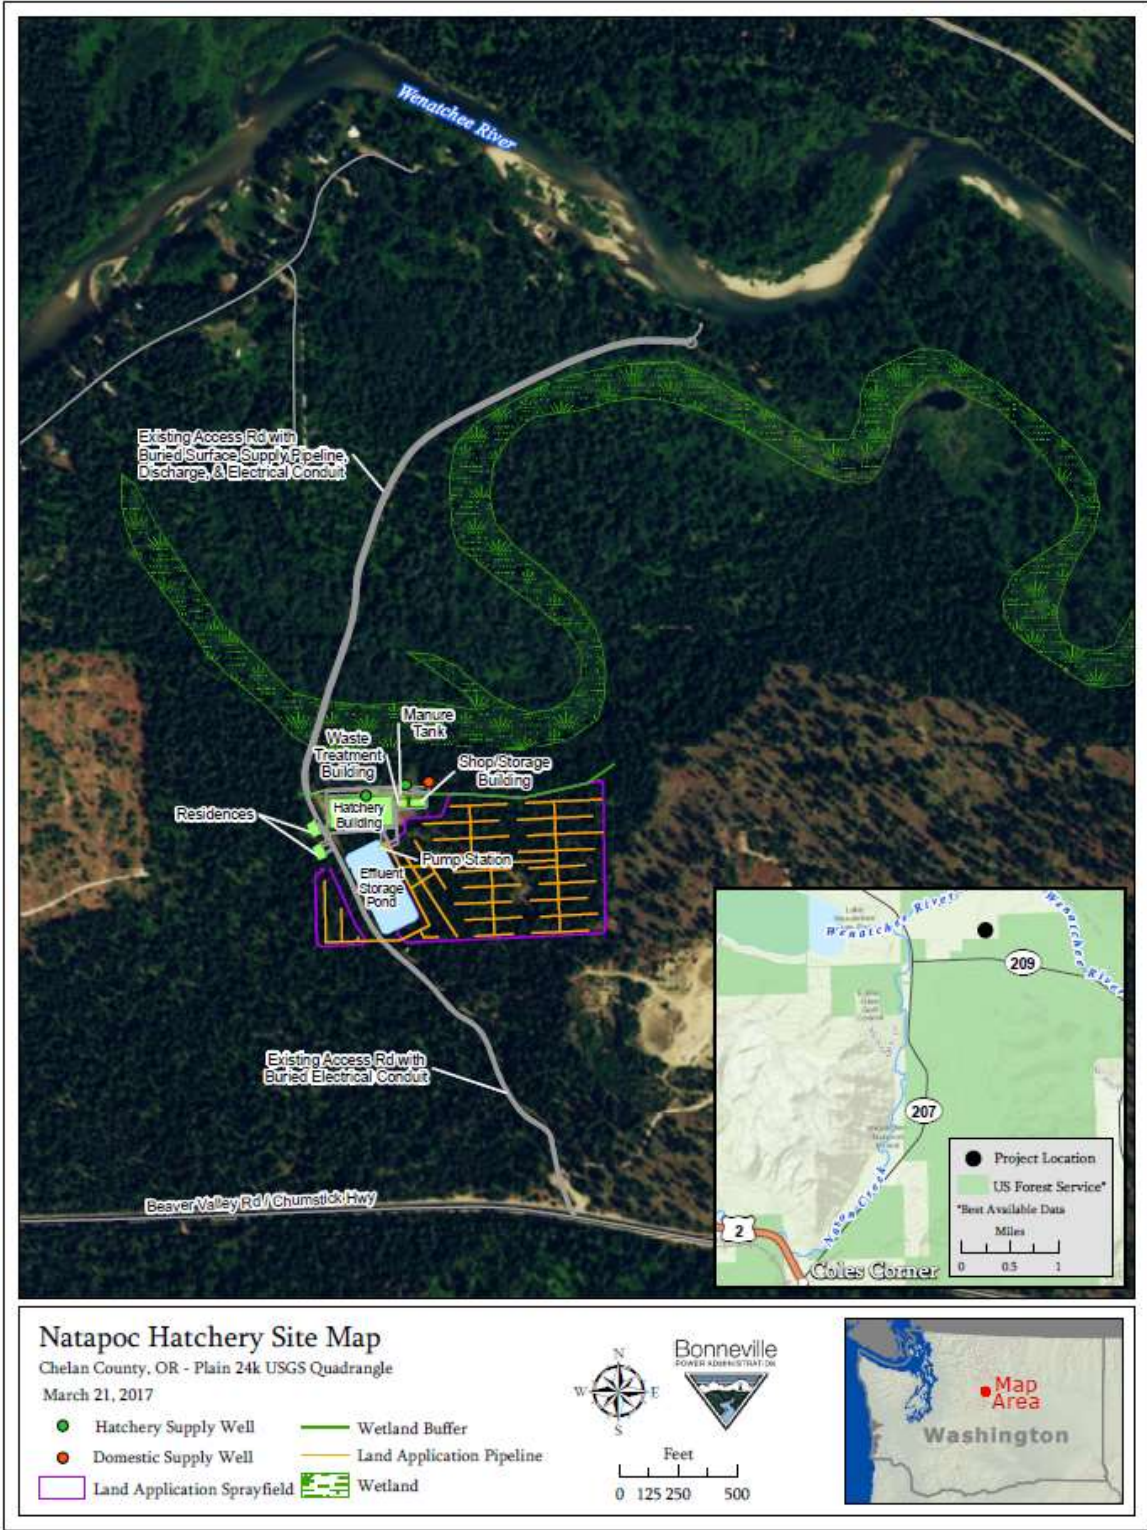 Wenatchee River
Existing Access Rd with
Buried Surface Supply Pipeline,
Discharge, & Electrical Conduit
Manure
Tank
Waste
Treatment
Building
Shop/Storage
Building
Residences
Hatchery
Building
Pump Station
Effluent
Storage
Pond
Existing Access Rd with
Buried Electrical Conduit
Beaver Valley Rd / Chumstick Hwy
Wenatchee River
Wenatchee River
209
207
Nason Creek
2
Coles Corner
Project Location
US Forest Service*
*Best Available Data
Miles
0 0.5 1
Natapoc Hatchery Site Map
Chelan County, OR - Plain 24k USGS Quadrangle
March 21, 2017
Hatchery Supply Well
Domestic Supply Well
Land Application Sprayfield
Wetland Buffer
Land Application Pipeline
Wetland
N
W E
S
Bonneville
POWER ADMINISTRATION
Feet
0 125 250 500
Map
Area
Washington